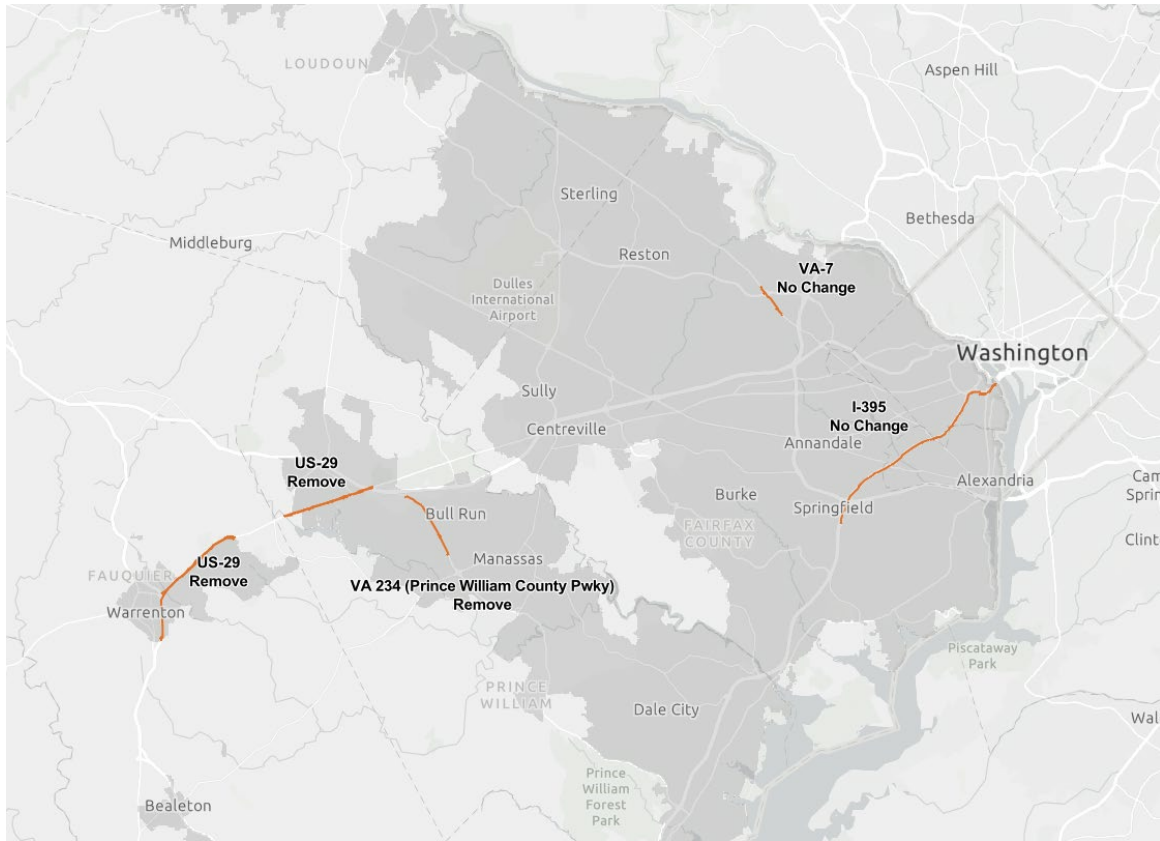 LOUDOUN
Aspen Hill
Sterling
Bethesda
Middleburg
Reston
VA-7
No Change
Dulles
International
Airport
Washington
Sully
I-395
No Change
Centreville
Annandale
US-29
Remove
Alexandria
Cam
Sprin
Burke
Springfield
Bull Run
FAIRFAX
COUNTY
Clint
Manassas
US-29
Remove
FAUQUIER
VA 234 (Prince William County Pwky)
Remove
Warrenton
Piscataway
Park
PRINCE
WILLIAM
Dale City
Wal
Prince
William
Forest
Park
Bealeton